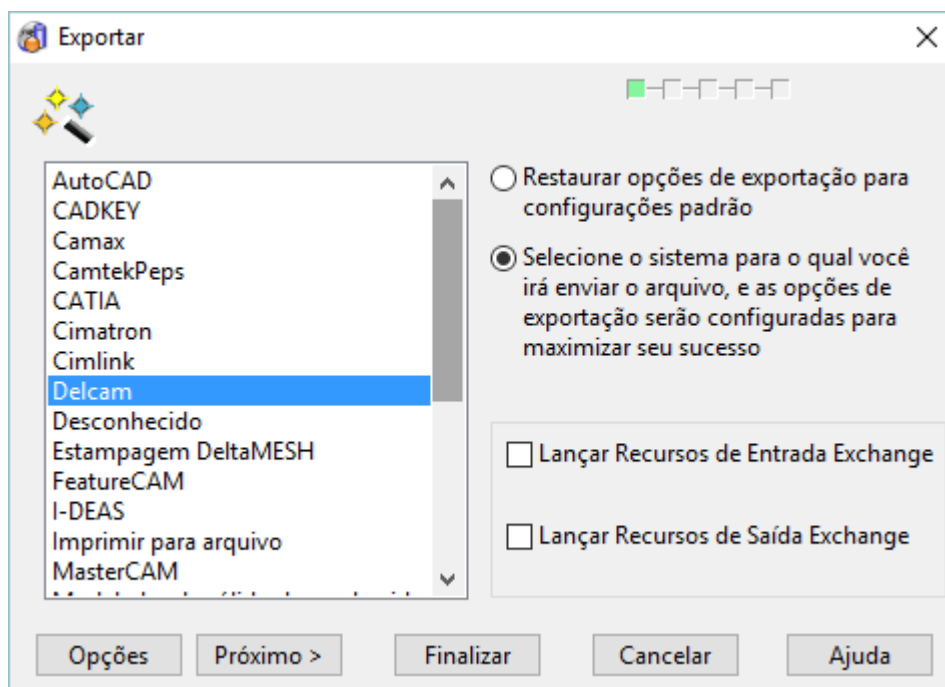 Exportar
AutoCAD
CADKEY
Camax
CamtekPeps
CATIA
Cimatron
Cimlink
Delcam
Desconhecido
Estampagem DeltaMESH
FeatureCAM
I-DEAS
Imprimir para arquivo
MasterCAM
Restaurar opções de exportação para
configurações padrão
Selecione o sistema para o qual você
irá enviar o arquivo, e as opções de
exportação serão configuradas para
maximizar seu sucesso
Lançar Recursos de Entrada Exchange
Lançar Recursos de Saída Exchange
Opções
Próximo >
Finalizar
Cancelar
Ajuda